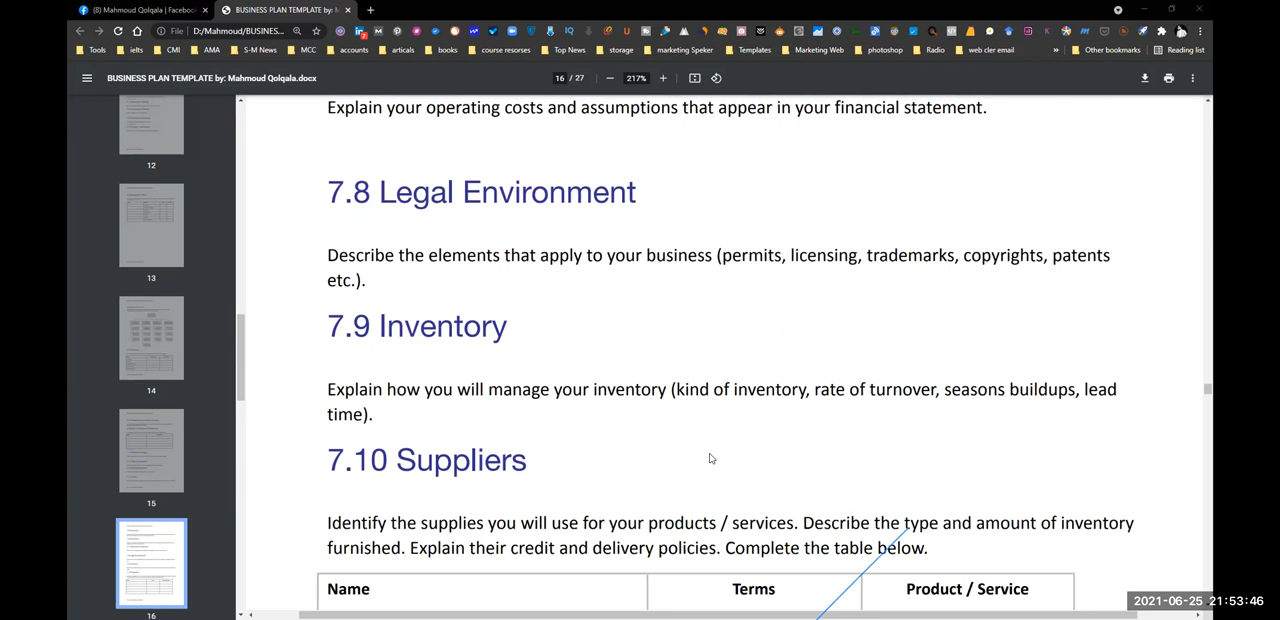 (8) Mahmoud Qolqala | Facebook
BUSINESS PLAN TEMPLATE by: M
File
D:/Mahmoud/BUSINES...
Tools
ielts
CMI
AMA
S-M News
MCC
accounts
articals
books
course resorses
Top News
storage
marketing Speker
Templates
Marketing Web
photoshop
Radio
web cler email
»
Other bookmarks
Reading list
BUSINESS PLAN TEMPLATE by: Mahmoud Qolqala.docx
16 / 27
217%
12
13
14
15
16
Explain your operating costs and assumptions that appear in your financial statement.
7.8 Legal Environment
Describe the elements that apply to your business (permits, licensing, trademarks, copyrights, patents
etc.).
7.9 Inventory
Explain how you will manage your inventory (kind of inventory, rate of turnover, seasons buildups, lead
time).
7.10 Suppliers
Identify the supplies you will use for your products / services. Describe the type and amount of inventory
furnished. Explain their credit and delivery policies. Complete the table below.
Name
Terms
Product / Service
2021-06-25 21:53:46